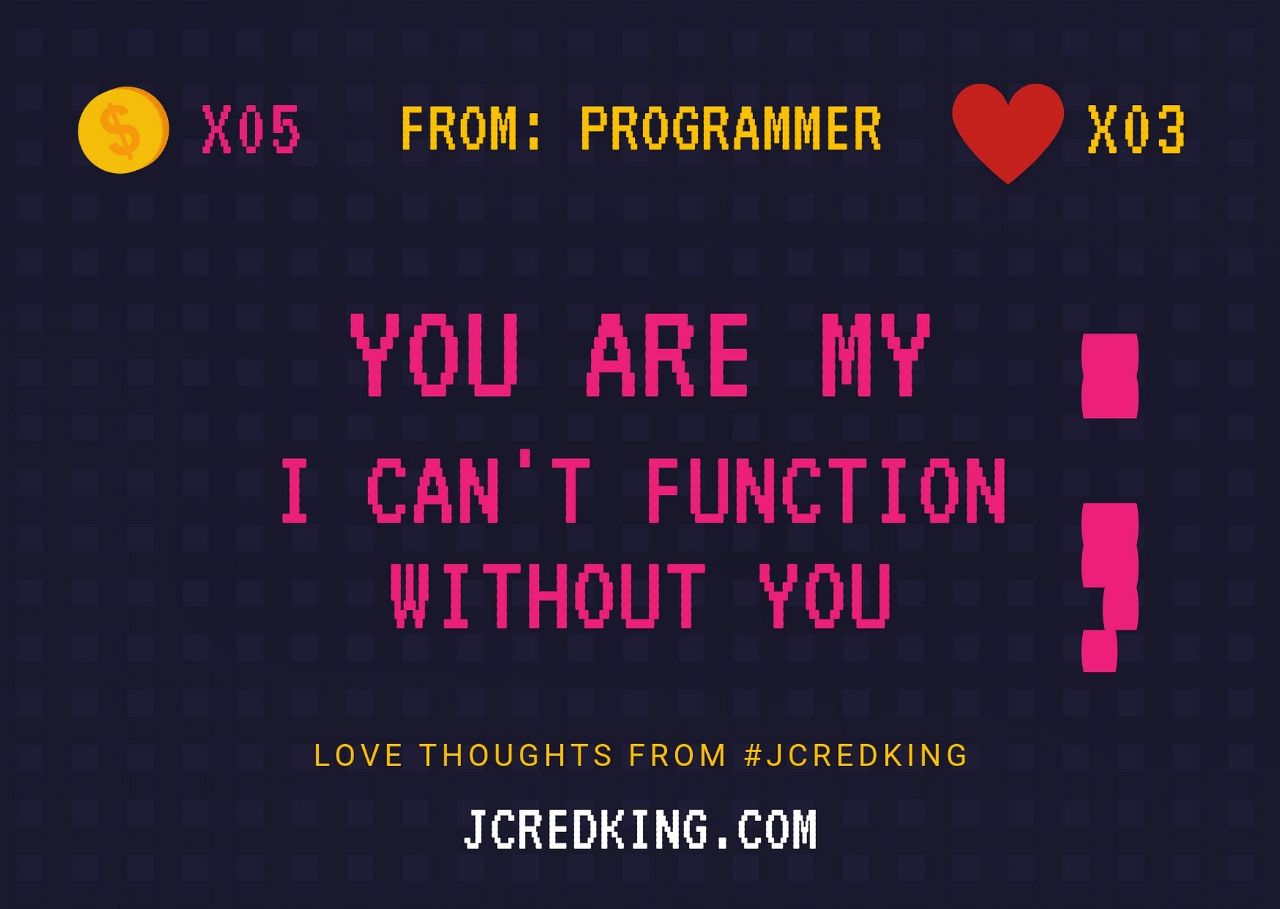 X05 FROM: PROGRAMMER X03
YOU ARE MY ;
I CAN'T FUNCTION
WITHOUT YOU
LOVE THOUGHTS FROM #JCREDKING
JCREDKING.COM